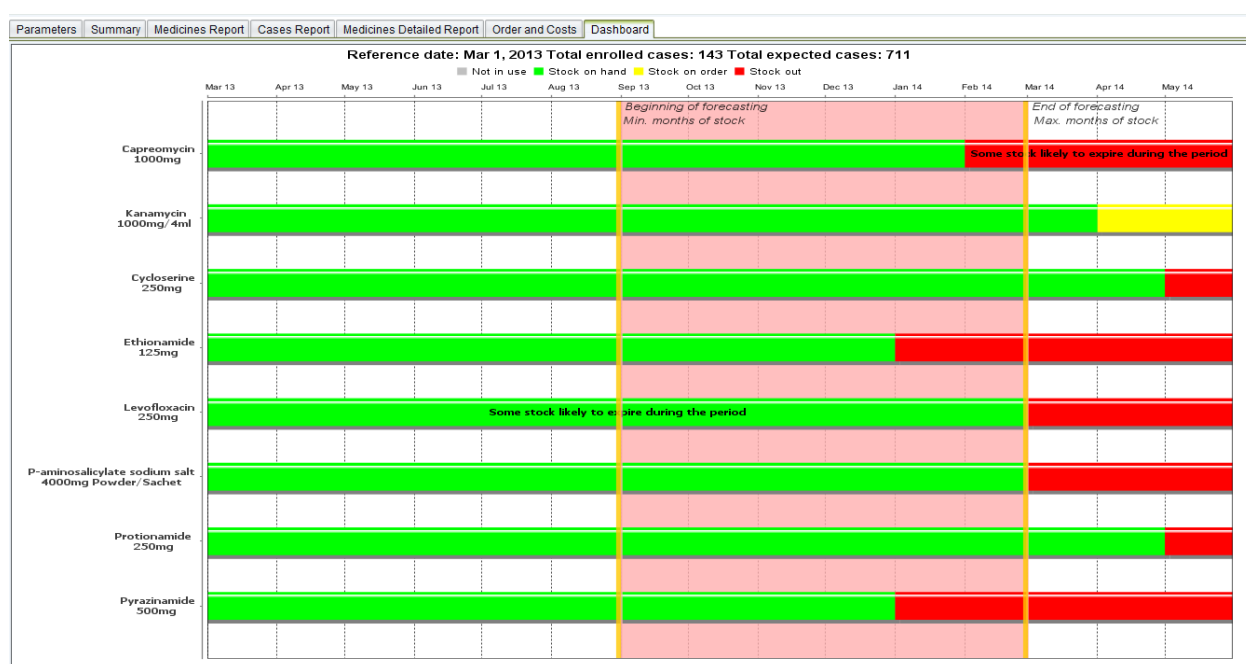 Parameters Summary Medicines Report Cases Report Medicines Detailed Report Order and Costs Dashboard
Reference date: Mar 1, 2013 Total enrolled cases: 143 Total expected cases: 711
Not in use Stock on hand Stock on order Stock out
Mar 13 Apr 13 May 13 Jun 13 Jul 13 Aug 13 Sep 13 Oct 13 Nov 13 Dec 13 Jan 14 Feb 14 Mar 14 Apr 14 May 14
Beginning of forecasting End of forecasting
Min. months of stock Max. months of stock
Capreomycin
1000mg
Some stock likely to expire during the period
Kanamycin
1000mg/4ml
Cycloserine
250mg
Ethionamide
125mg
Levofloxacin
250mg
Some stock likely to expire during the period
P-aminosalicylate sodium salt
4000mg Powder/Sachet
Protionamide
250mg
Pyrazinamide
500mg